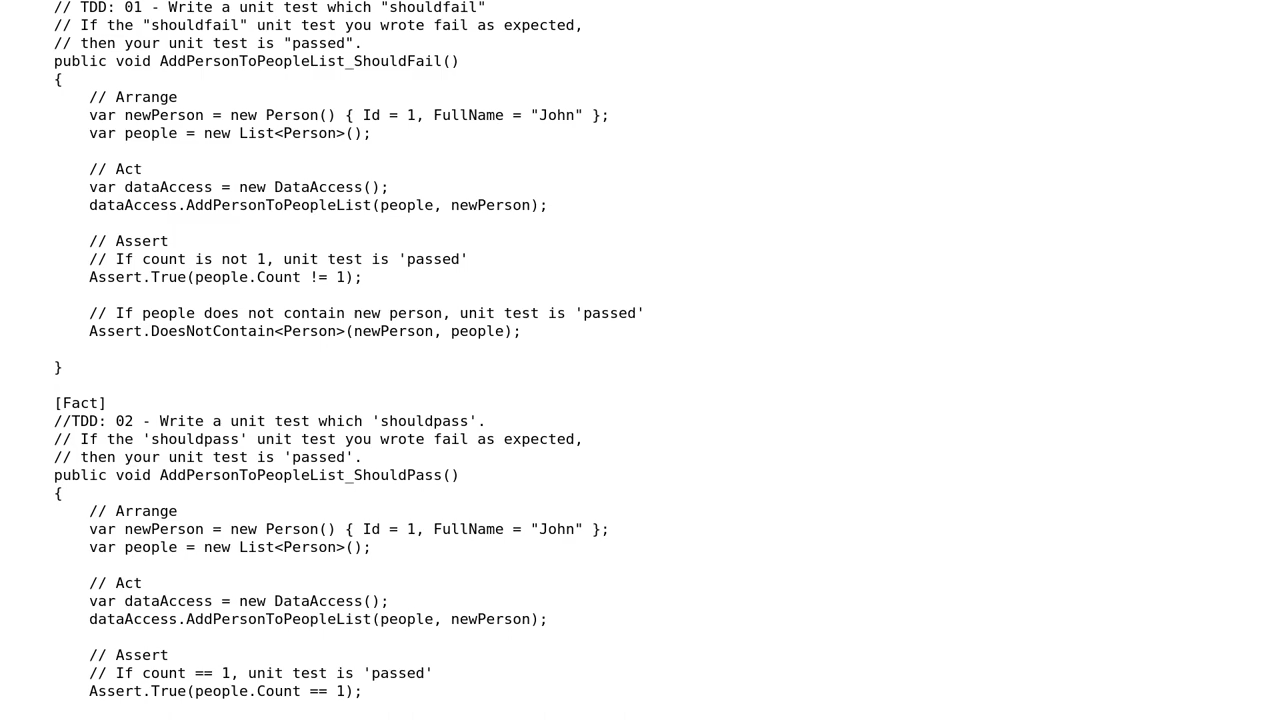 // TDD: 01 - Write a unit test which "shouldfail"
// If the "shouldfail" unit test you wrote fail as expected,
// then your unit test is "passed".
public void AddPersonToPeopleList_ShouldFail()
{
// Arrange
var newPerson = new Person() { Id = 1, FullName = "John" };
var people = new List<Person>();
// Act
var dataAccess = new DataAccess();
dataAccess.AddPersonToPeopleList(people, newPerson);
// Assert
// If count is not 1, unit test is 'passed'
Assert.True(people.Count != 1);
// If people does not contain new person, unit test is 'passed'
Assert.DoesNotContain<Person>(newPerson, people);
}
[Fact]
//TDD: 02 - Write a unit test which 'shouldpass'.
// If the 'shouldpass' unit test you wrote fail as expected,
// then your unit test is 'passed'.
public void AddPersonToPeopleList_ShouldPass()
{
// Arrange
var newPerson = new Person() { Id = 1, FullName = "John" };
var people = new List<Person>();
// Act
var dataAccess = new DataAccess();
dataAccess.AddPersonToPeopleList(people, newPerson);
// Assert
// If count == 1, unit test is 'passed'
Assert.True(people.Count == 1);